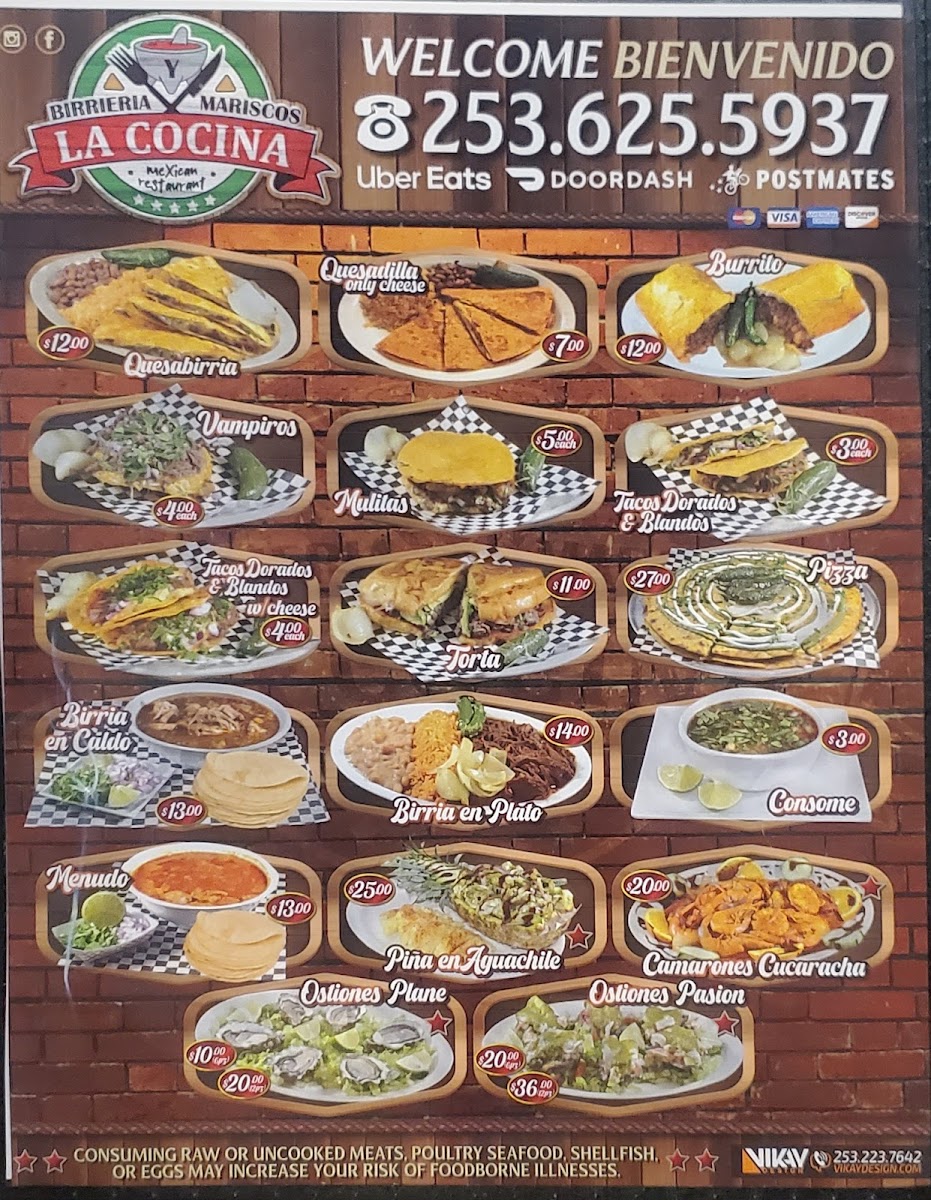 WELCOME BIENVENIDO
253.625.5937
Uber Eats DOORDASH POSTMATES
VISA AMERICAN EXPRESS DISCOVER
Y
BIRRIERIA MARISCOS
LA COCINA
mexican
restaurant
$12.00
Quesabirria
Quesadilla
only cheese
$7.00
Burrito
$12.00
Vampiros
$4.00
each
$5.00
each
Mulitas
$3.00
each
Tacos Dorados
& Blandos
Tacos Dorados
& Blandos
w/ cheese
$4.00
each
$11.00
Torta
$27.00
Pizza
Birria
en Caldo
$13.00
$14.00
Birria en Plato
$3.00
Consome
Menudo
$13.00
$25.00
Piña en Aguachile
$20.00
Camarones Cucaracha
Ostiones Plane
$10.00
$20.00
Ostiones Pasion
$20.00
$36.00
CONSUMING RAW OR UNCOOKED MEATS, POULTRY SEAFOOD, SHELLFISH,
OR EGGS MAY INCREASE YOUR RISK OF FOODBORNE ILLNESSES.
VIKAY
DESIGN
253.223.7642
VIKAYDESIGN.COM